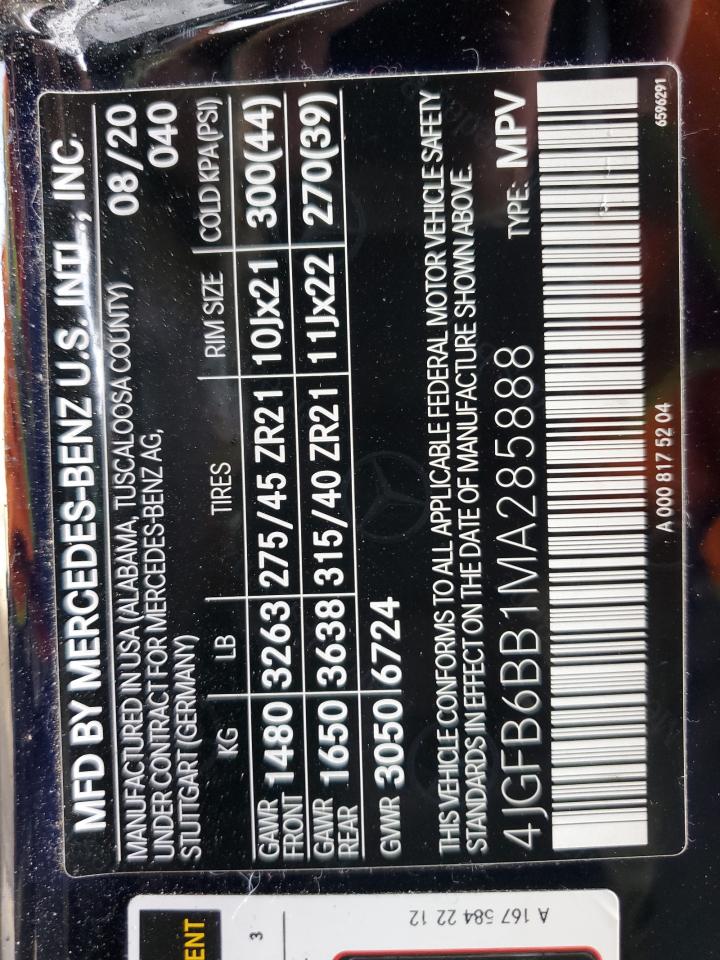 MFD BY MERCEDES-BENZ U.S. INTL., INC.
MANUFACTURED IN USA (ALABAMA, TUSCALOOSA COUNTY) 08/20
UNDER CONTRACT FOR MERCEDES-BENZ AG, 040
STUTTGART (GERMANY)
KG LB TIRES RIM SIZE COLD KPA(PSI)
GAWR FRONT 1480 3263 275/45 ZR21 10Jx21 300(44)
GAWR REAR 1650 3638 315/40 ZR21 11Jx22 270(39)
GVWR 3050 6724
THIS VEHICLE CONFORMS TO ALL APPLICABLE FEDERAL MOTOR VEHICLE SAFETY
STANDARDS IN EFFECT ON THE DATE OF MANUFACTURE SHOWN ABOVE.
4JGFB6BB1MA285888 TYPE: MPV
6596291
A 000 817 52 04
ENT
3
A 167 584 22 12